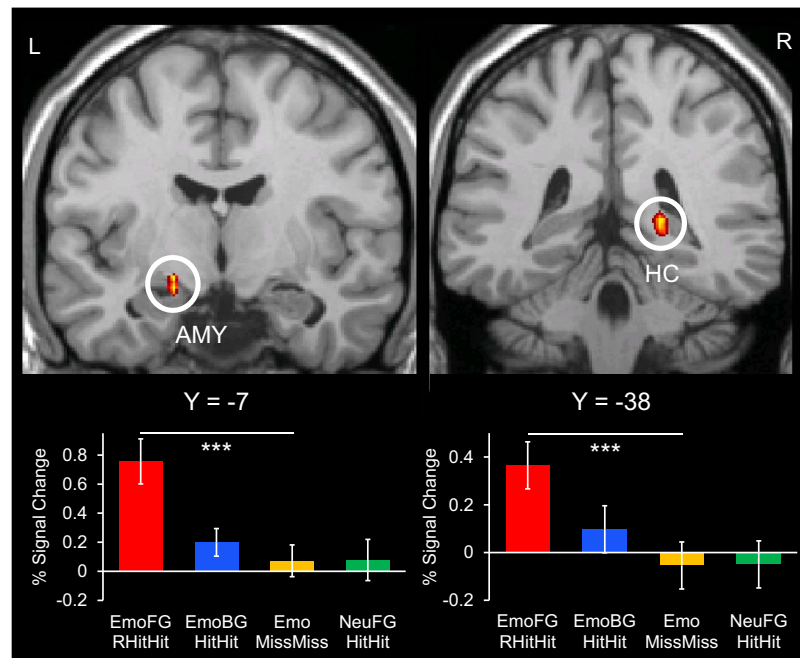 L
R
AMY
HC
Y = -7
Y = -38
% Signal Change
0.8
0.6
0.4
0.2
0
-0.2
***
EmoFG
RHitHit
EmoBG
HitHit
Emo
MissMiss
NeuFG
HitHit
% Signal Change
0.4
0.2
0
-0.2
***
EmoFG
RHitHit
EmoBG
HitHit
Emo
MissMiss
NeuFG
HitHit